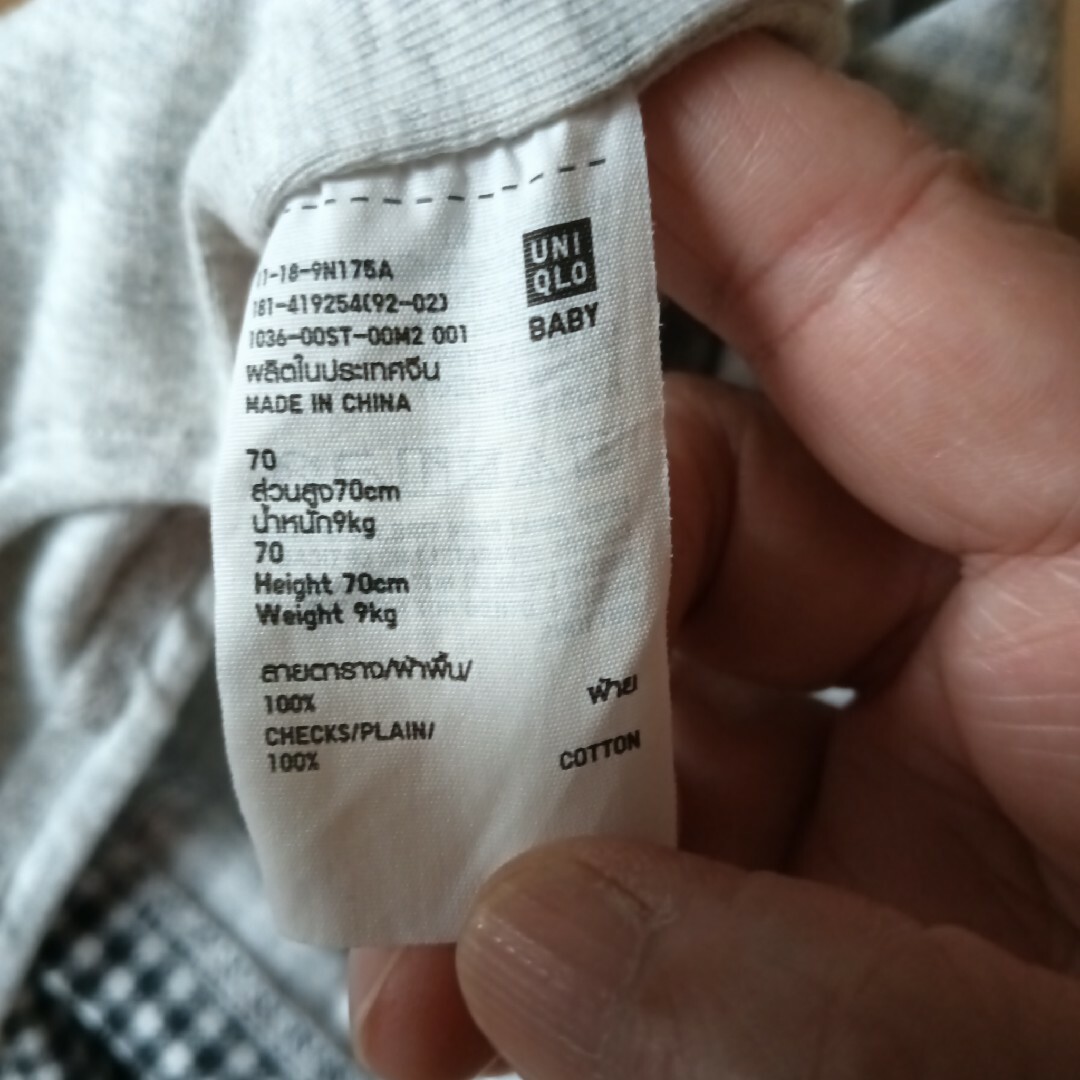 UNI
QLO
BABY
11-18-9N175A
181-419254(92-02)
1036-00ST-00M2 001
ผลิตในประเทศจีน
MADE IN CHINA
70
ส่วนสูง70cm
น้ำหนัก9kg
70
Height 70cm
Weight 9kg
ลายตาราง/ผ้าพื้น/
100% ฝ้าย
CHECKS/PLAIN/
100% COTTON